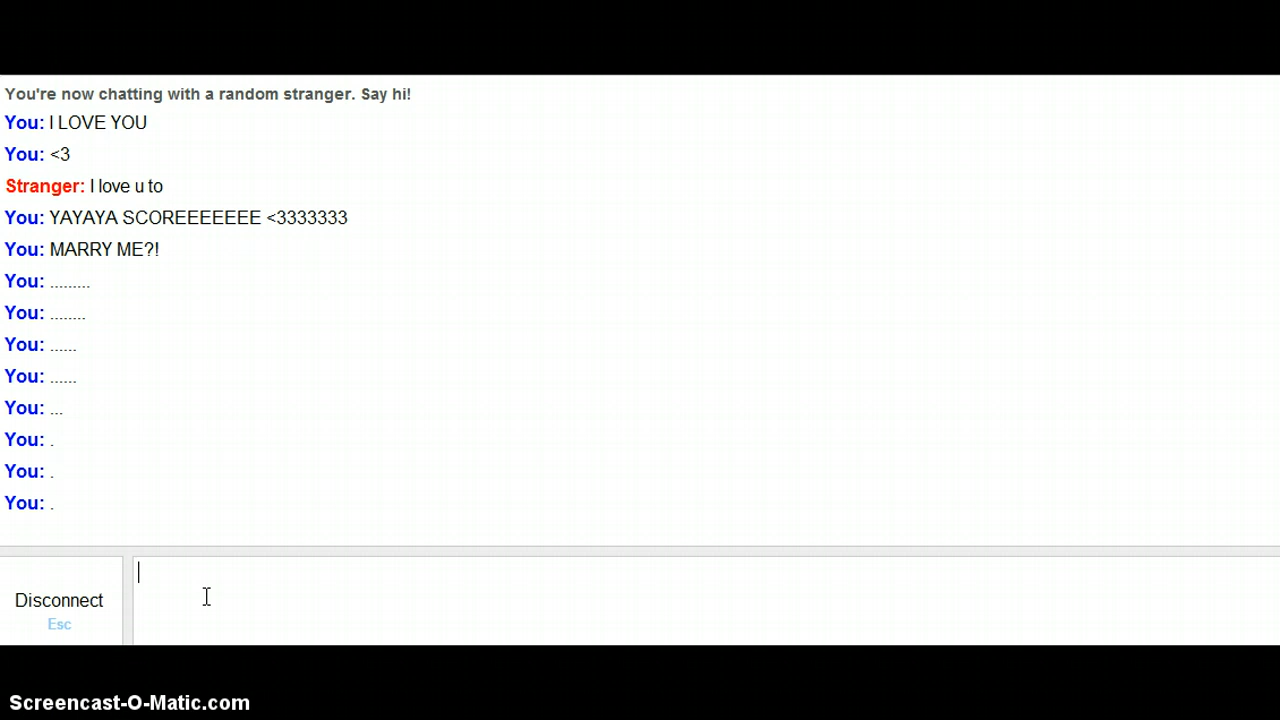 You're now chatting with a random stranger. Say hi!
You: I LOVE YOU
You: <3
Stranger: I love u to
You: YAYAYA SCOREEEEEEE <3333333
You: MARRY ME?!
You: .........
You: ........
You: ......
You: ......
You: ...
You: .
You: .
You: .
Disconnect
Esc
Screencast-O-Matic.com